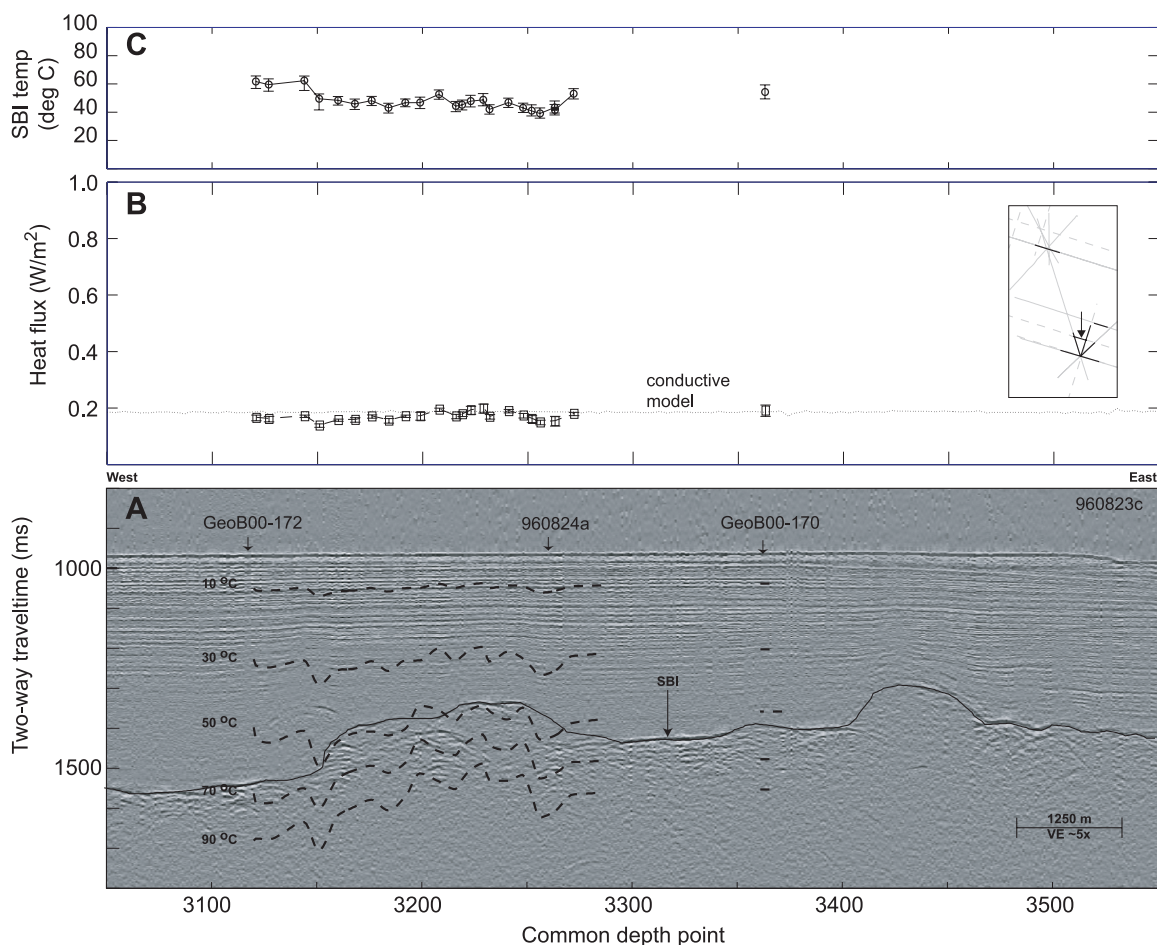 C
SBI temp
(deg C)
100
80
60
40
20
B
Heat flux (W/m²)
1.0
0.8
0.6
0.4
0.2
conductive
model
West
East
A
Two-way traveltime (ms)
GeoB00-172
960824a
GeoB00-170
960823c
1000
10 °C
30 °C
SBI
50 °C
1500
70 °C
90 °C
1250 m
VE ~5x
3100
3200
3300
3400
3500
Common depth point